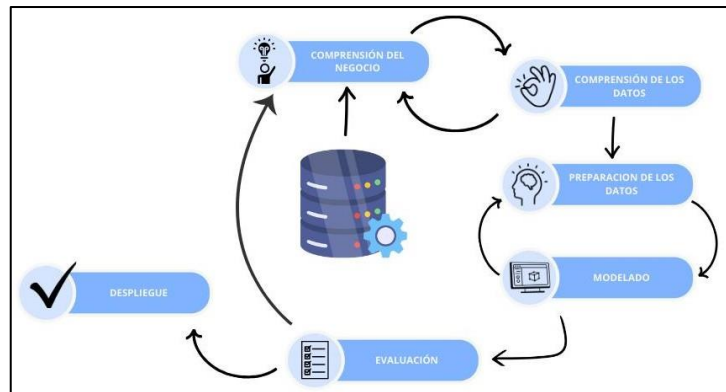 COMPRENSIÓN DEL
NEGOCIO
COMPRENSIÓN DE LOS
DATOS
PREPARACION DE LOS
DATOS
MODELADO
EVALUACIÓN
DESPLIEGUE